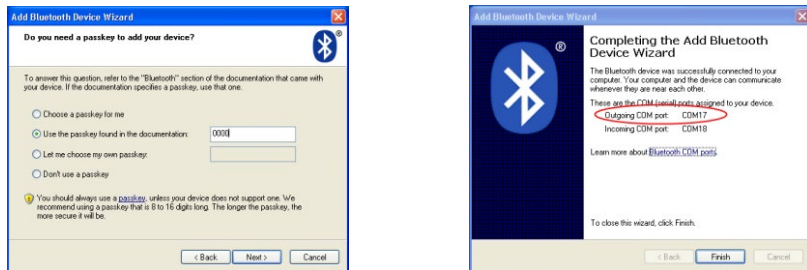 Add Bluetooth Device Wizard
Do you need a passkey to add your device?
®
To answer this question, refer to the "Bluetooth" section of the documentation that came with
your device. If the documentation specifies a passkey, use that one.
Choose a passkey for me
Use the passkey found in the documentation: 0000
Let me choose my own passkey:
Don't use a passkey
You should always use a passkey, unless your device does not support one. We
recommend using a passkey that is 8 to 16 digits long. The longer the passkey, the
more secure it will be.
< Back Next > Cancel
Add Bluetooth Device Wizard
®
Completing the Add Bluetooth
Device Wizard
The Bluetooth device was successfully connected to your
computer. Your computer and the device can communicate
whenever they are near each other.
These are the COM (serial) ports assigned to your device.
Outgoing COM port: COM17
Incoming COM port: COM18
Learn more about Bluetooth COM ports.
To close this wizard, click Finish.
< Back Finish Cancel